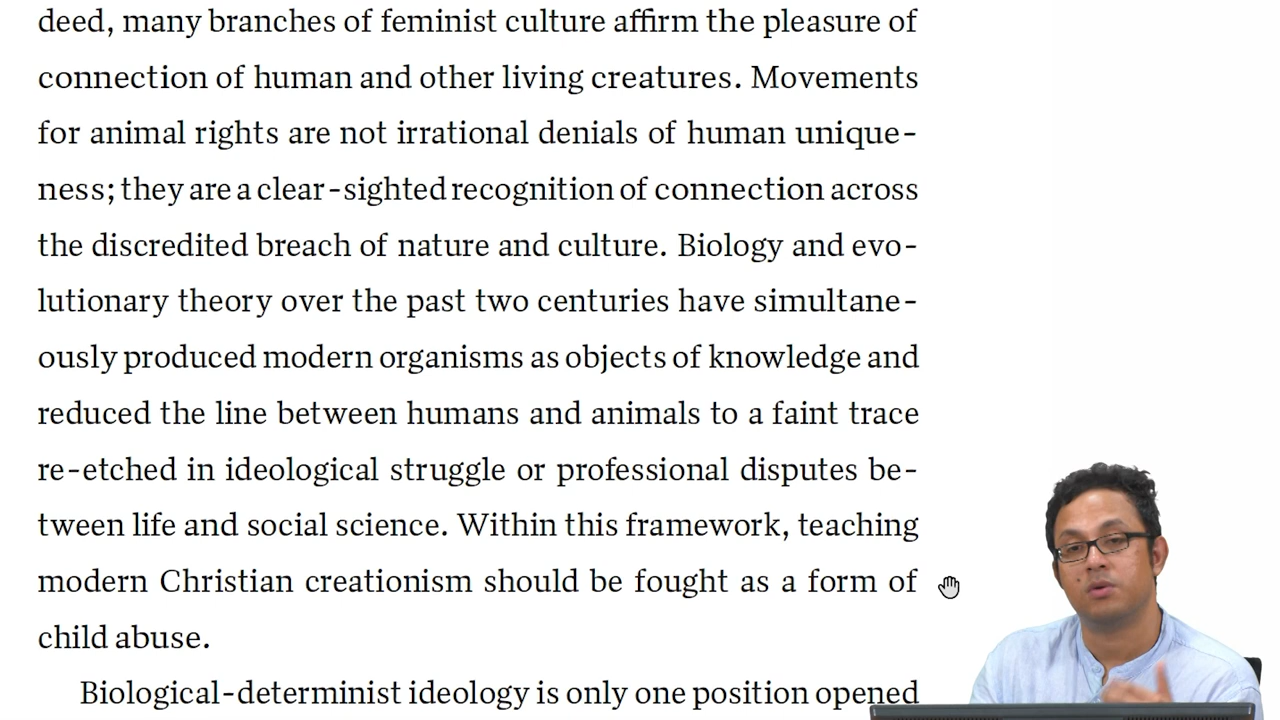 deed, many branches of feminist culture affirm the pleasure of
connection of human and other living creatures. Movements
for animal rights are not irrational denials of human unique-
ness; they are a clear-sighted recognition of connection across
the discredited breach of nature and culture. Biology and evo-
lutionary theory over the past two centuries have simultane-
ously produced modern organisms as objects of knowledge and
reduced the line between humans and animals to a faint trace
re-etched in ideological struggle or professional disputes be-
tween life and social science. Within this framework, teaching
modern Christian creationism should be fought as a form of
child abuse.
Biological-determinist ideology is only one position opened